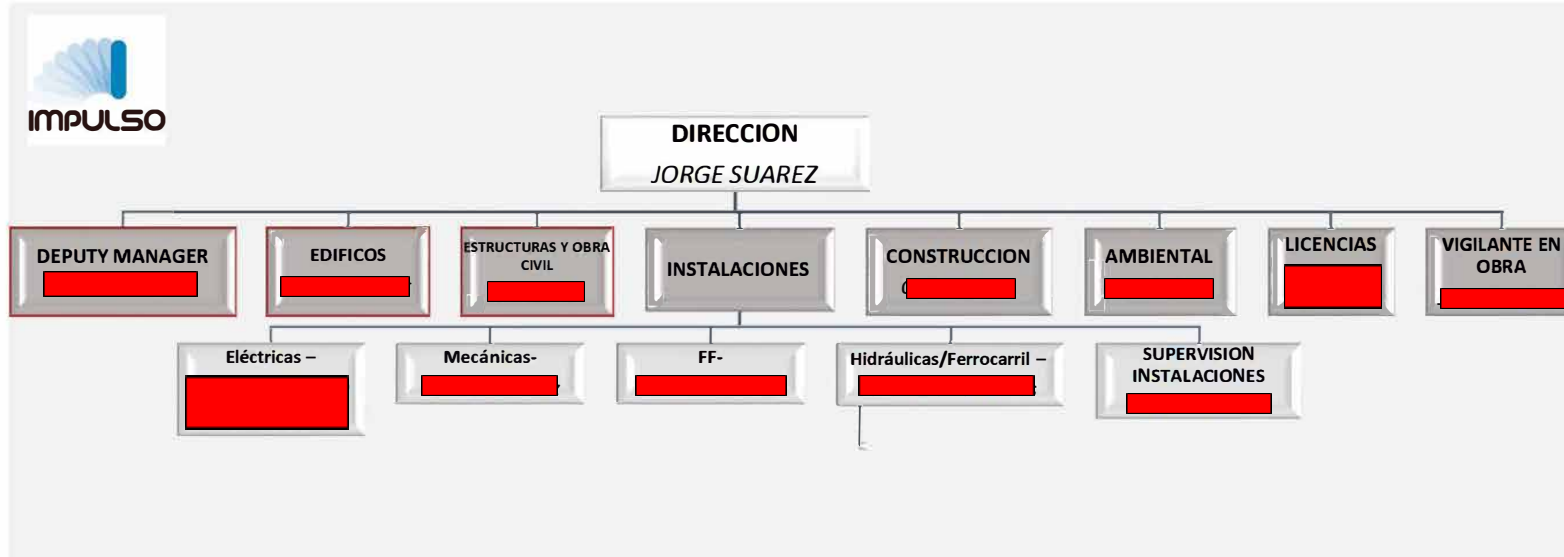 IMPULSO
DIRECCION
JORGE SUAREZ
DEPUTY MANAGER
EDIFICOS
ESTRUCTURAS Y OBRA
CIVIL
INSTALACIONES
CONSTRUCCION
AMBIENTAL
LICENCIAS
VIGILANTE EN
OBRA
Eléctricas –
Mecánicas-
FF-
Hidráulicas/Ferrocarril –
SUPERVISION
INSTALACIONES